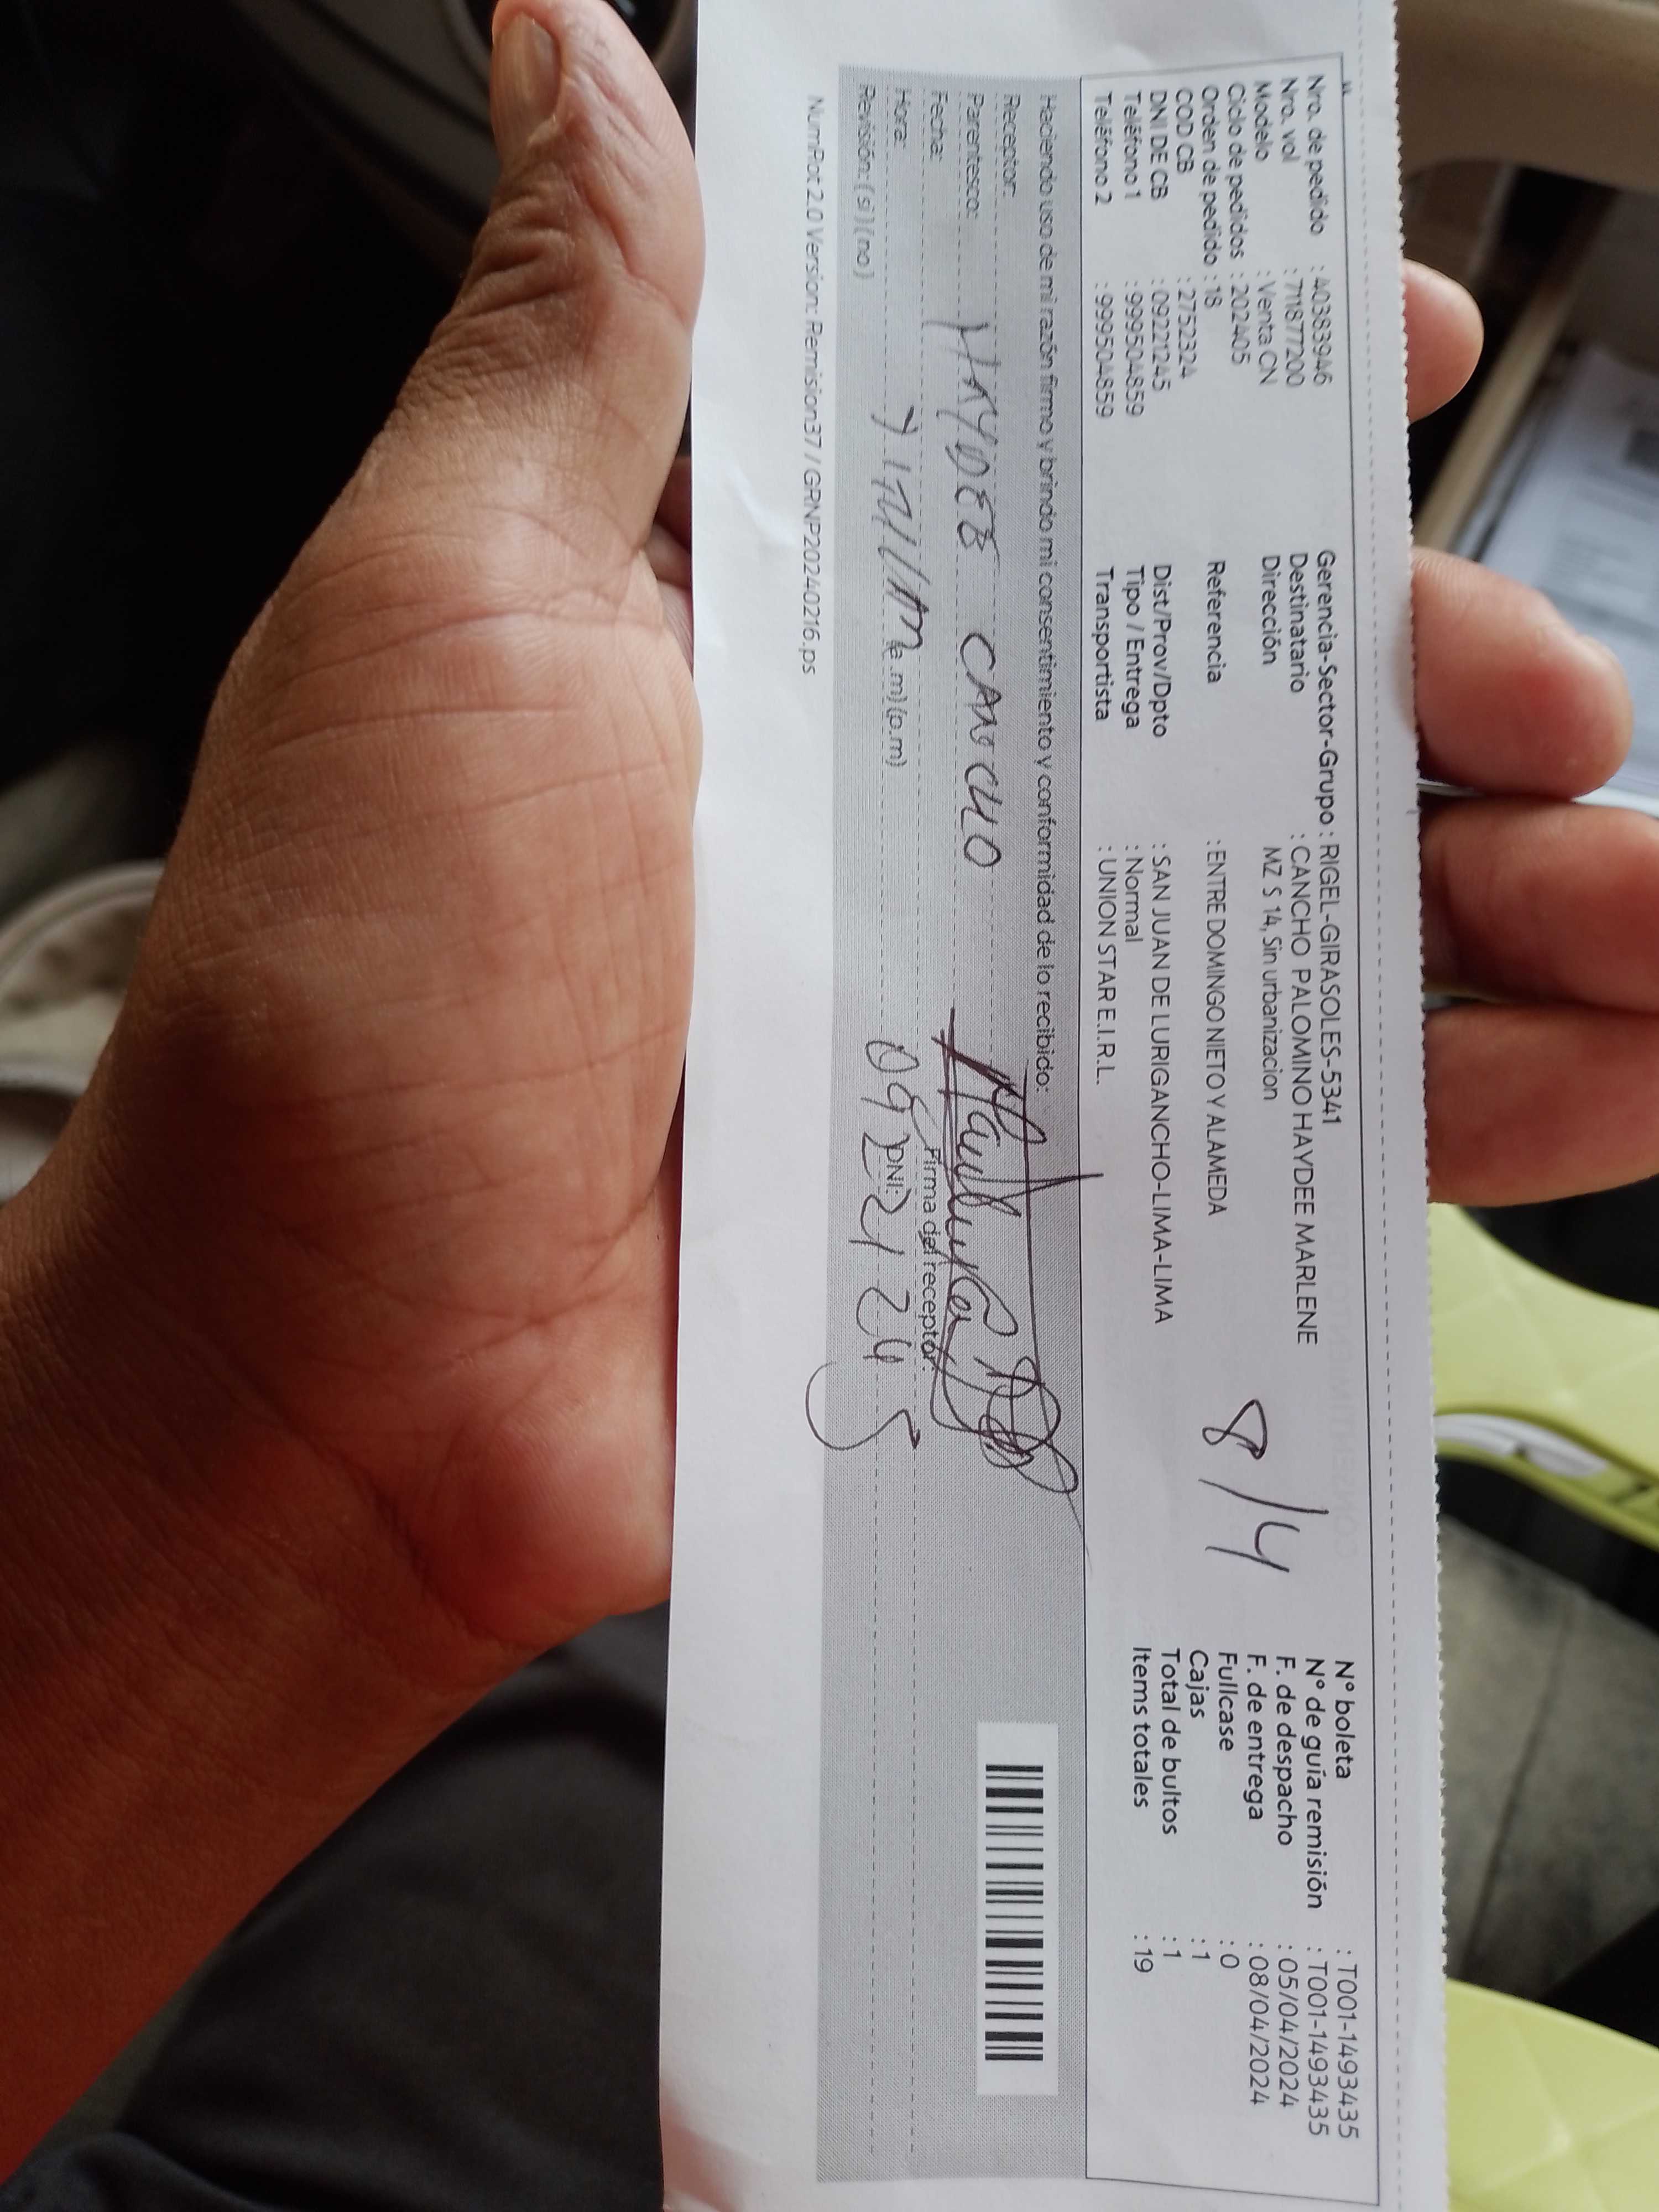 Nro. de pedido : 40383946
Nro. vol : 711877200
Modelo : Venta CN
Ciclo de pedidos : 202405
Orden de pedido : 18
COD CB : 2752324
DNI DE CB : 09221245
Teléfono 1 : 999504859
Teléfono 2 : 999504859
Gerencia-Sector-Grupo : RIGEL-GIRASOLES-5341
Destinatario : CANCHO PALOMINO HAYDEE MARLENE
Dirección MZ S 14, Sin urbanizacion
Referencia : ENTRE DOMINGO NIETO Y ALAMEDA
Dist/Prov/Dpto : SAN JUAN DE LURIGANCHO-LIMA-LIMA
Tipo / Entrega : Normal
Transportista : UNION STAR E.I.R.L.
8/4
N° boleta : T001-1493435
N° de guía remisión : T001-1493435
F. de despacho : 05/04/2024
F. de entrega : 08/04/2024
Fullcase : 0
Cajas : 1
Total de bultos : 1
Items totales : 19
Haciendo uso de mi razón firmo y brindo mi consentimiento y conformidad de lo recibido:
Receptor:
Parentesco: HAYDEE CANCHO
Fecha:
Hora: (a.m) (p.m)
Revisión: (si) (no)
Firma del receptor:
DNI: 09221245
NumPot 2.0 Version: Remision37 / GRNP20240216.ps